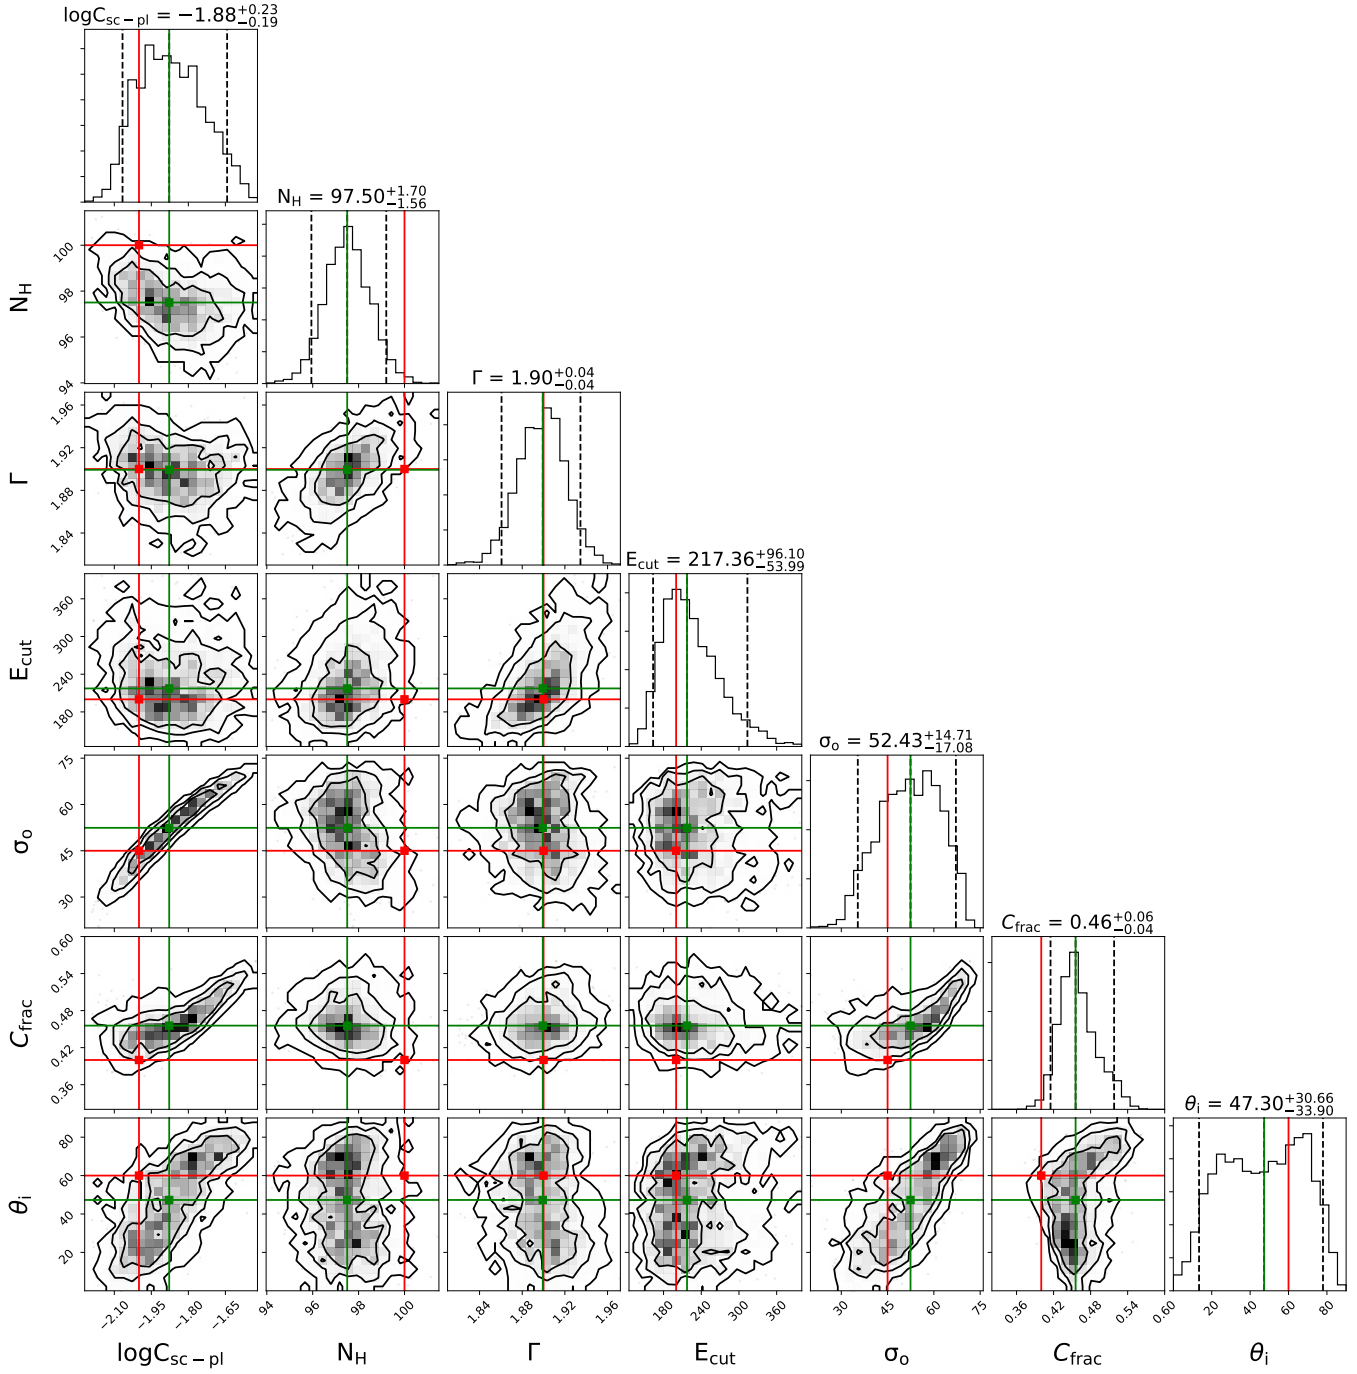 logC_sc−pl = −1.88^{+0.23}_{−0.19}
N_H = 97.50^{+1.70}_{−1.56}
100
98
96
94
N_H
Γ = 1.90^{+0.04}_{−0.04}
1.96
1.92
1.88
1.84
Γ
E_cut = 217.36^{+96.10}_{−53.99}
360
300
240
180
E_cut
σ_o = 52.43^{+14.71}_{−17.08}
75
60
45
30
σ_o
C_frac = 0.46^{+0.06}_{−0.04}
0.60
0.54
0.48
0.42
0.36
C_frac
θ_i = 47.30^{+30.66}_{−33.90}
80
60
40
20
θ_i
−2.10 −1.95 −1.80 −1.65 94 96 98 100 1.84 1.88 1.92 1.96 180 240 300 360 30 45 60 75 0.36 0.42 0.48 0.54 0.60 20 40 60 80
logC_sc−pl N_H Γ E_cut σ_o C_frac θ_i